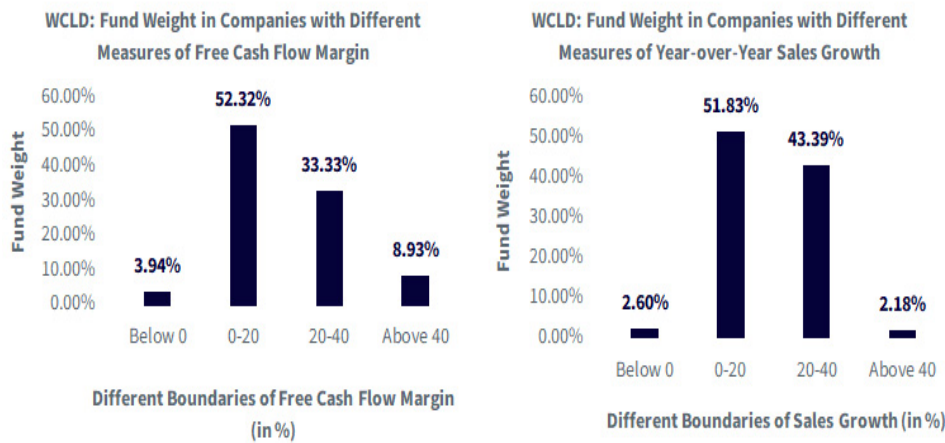 WCLD: Fund Weight in Companies with Different
Measures of Free Cash Flow Margin
Fund Weight
60.00%
50.00%
40.00%
30.00%
20.00%
10.00%
0.00%
3.94%
52.32%
33.33%
8.93%
Below 0
0-20
20-40
Above 40
Different Boundaries of Free Cash Flow Margin
(in %)
WCLD: Fund Weight in Companies with Different
Measures of Year-over-Year Sales Growth
Fund Weight
60.00%
50.00%
40.00%
30.00%
20.00%
10.00%
0.00%
2.60%
51.83%
43.39%
2.18%
Below 0
0-20
20-40
Above 40
Different Boundaries of Sales Growth (in %)